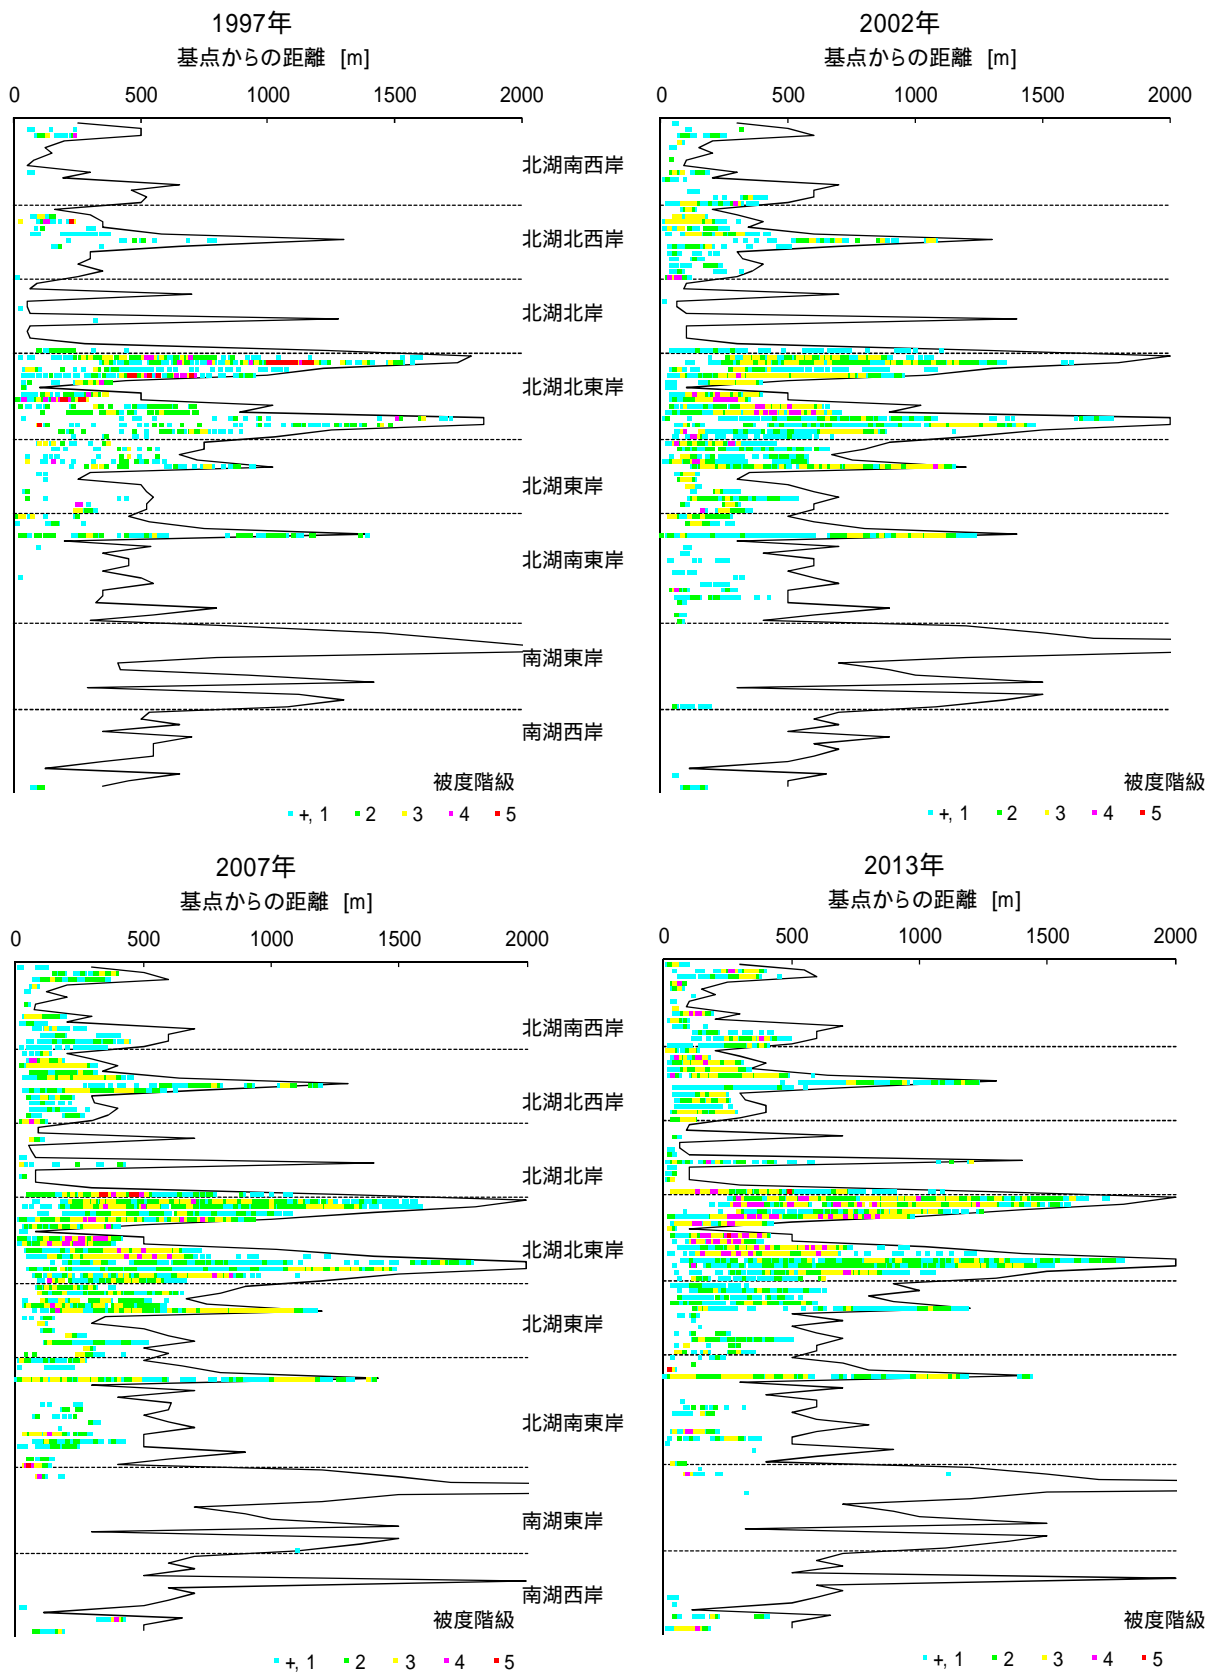 1997年
基点からの距離 [m]
0 500 1000 1500 2000
北湖南西岸
北湖北西岸
北湖北岸
北湖北東岸
北湖東岸
北湖南東岸
南湖東岸
南湖西岸
被度階級
+, 1 2 3 4 5
2002年
基点からの距離 [m]
0 500 1000 1500 2000
被度階級
+, 1 2 3 4 5
2007年
基点からの距離 [m]
0 500 1000 1500 2000
北湖南西岸
北湖北西岸
北湖北岸
北湖北東岸
北湖東岸
北湖南東岸
南湖東岸
南湖西岸
被度階級
+, 1 2 3 4 5
2013年
基点からの距離 [m]
0 500 1000 1500 2000
被度階級
+, 1 2 3 4 5